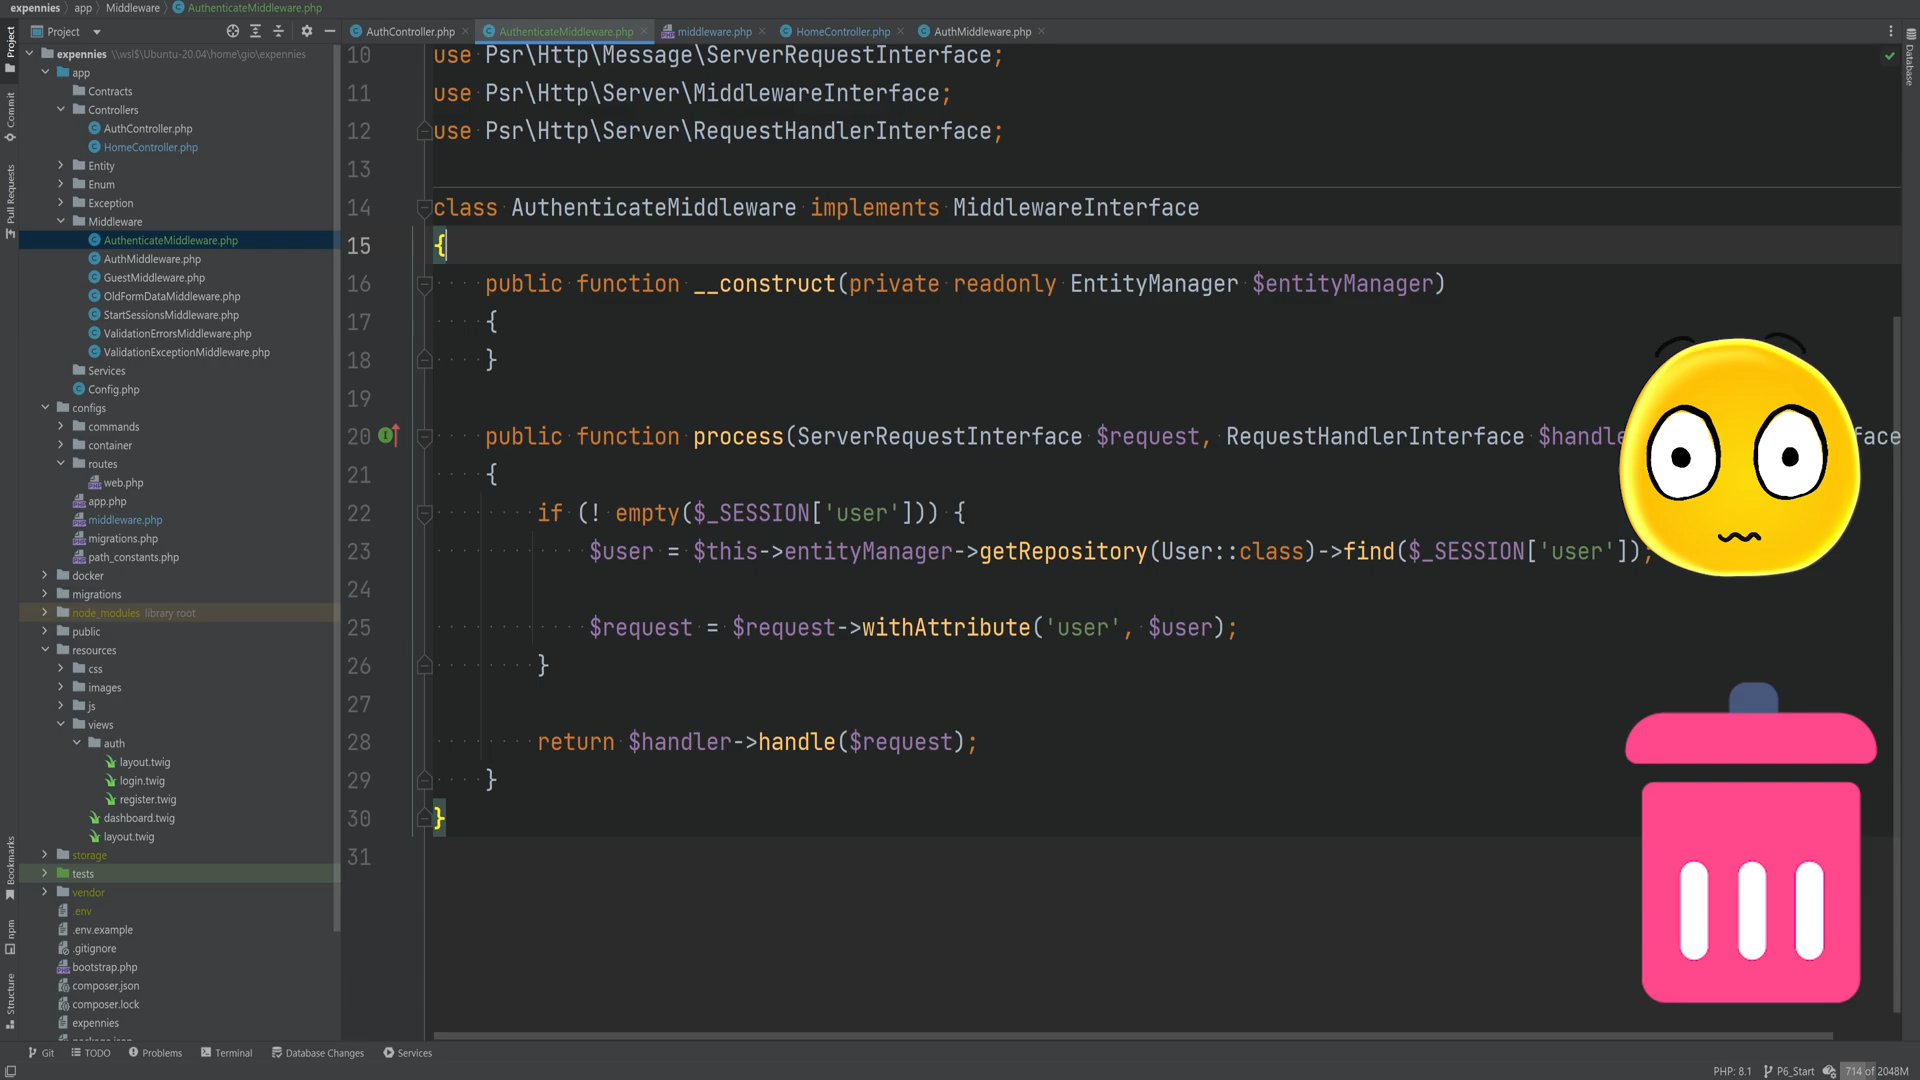 expennies
app
Middleware
AuthenticateMiddleware.php
Project
AuthController.php
AuthenticateMiddleware.php
middleware.php
HomeController.php
AuthMiddleware.php
Project
Commit
Pull Requests
Bookmarks
npm
Structure
Database
expennies \\wsl$\Ubuntu-20.04\home\gio\expennies
app
Contracts
Controllers
AuthController.php
HomeController.php
Entity
Enum
Exception
Middleware
AuthenticateMiddleware.php
AuthMiddleware.php
GuestMiddleware.php
OldFormDataMiddleware.php
StartSessionsMiddleware.php
ValidationErrorsMiddleware.php
ValidationExceptionMiddleware.php
Services
Config.php
configs
commands
container
routes
web.php
app.php
middleware.php
migrations.php
path_constants.php
docker
migrations
node_modules library root
public
resources
css
images
js
views
auth
layout.twig
login.twig
register.twig
dashboard.twig
layout.twig
storage
tests
vendor
.env
.env.example
.gitignore
bootstrap.php
composer.json
composer.lock
expennies
10 use Psr\Http\Message\ServerRequestInterface;
11 use Psr\Http\Server\MiddlewareInterface;
12 use Psr\Http\Server\RequestHandlerInterface;
13
14 class AuthenticateMiddleware implements MiddlewareInterface
15 {
16 public function __construct(private readonly EntityManager $entityManager)
17 {
18 }
19
20 public function process(ServerRequestInterface $request, RequestHandlerInterface $handle face
21 {
22 if (! empty($_SESSION['user'])) {
23 $user = $this->entityManager->getRepository(User::class)->find($_SESSION['user']);
24
25 $request = $request->withAttribute('user', $user);
26 }
27
28 return $handler->handle($request);
29 }
30 }
31
Git
TODO
Problems
Terminal
Database Changes
Services
PHP: 8.1
P6_Start
714 of 2048M